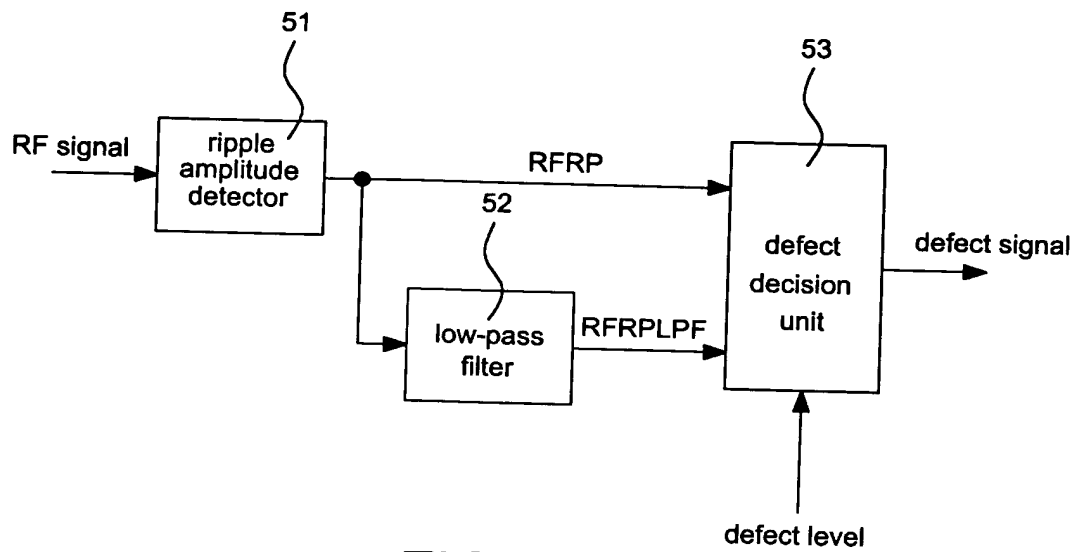 51
53
RF signal
ripple
amplitude
detector
RFRP
52
defect
decision
unit
defect signal
low-pass
filter
RFRPLPF
defect level